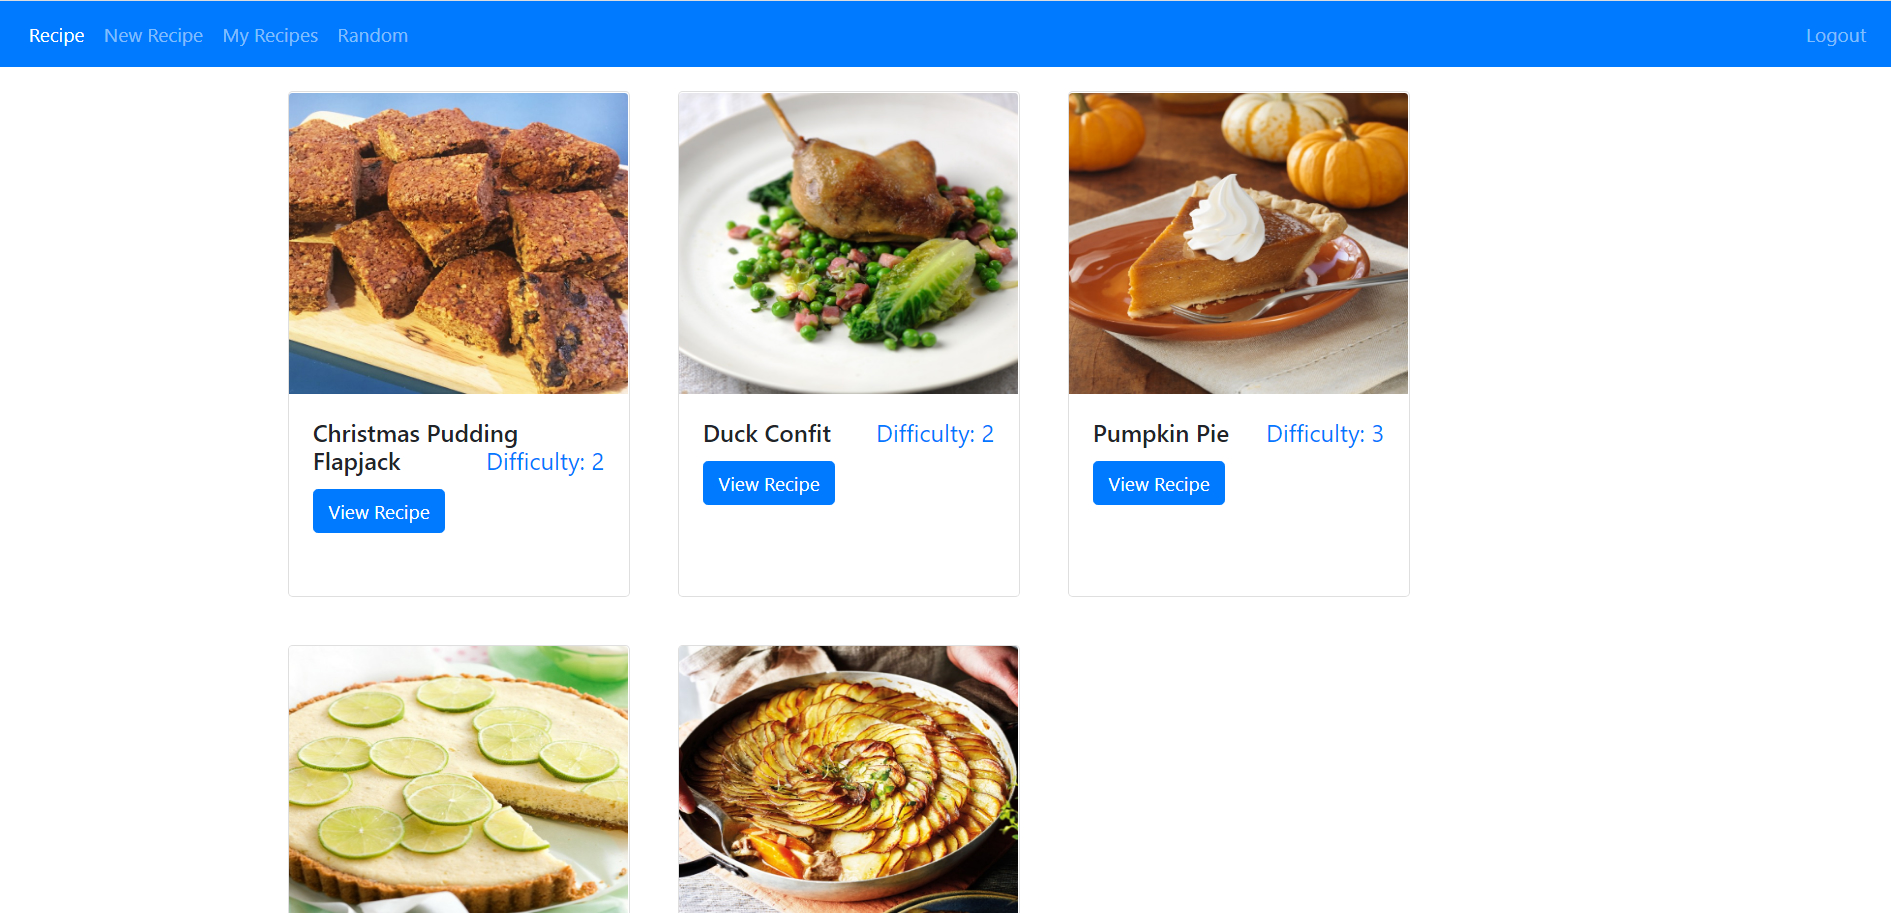 Recipe New Recipe My Recipes Random Logout
Christmas Pudding
Flapjack Difficulty: 2
View Recipe
Duck Confit Difficulty: 2
View Recipe
Pumpkin Pie Difficulty: 3
View Recipe